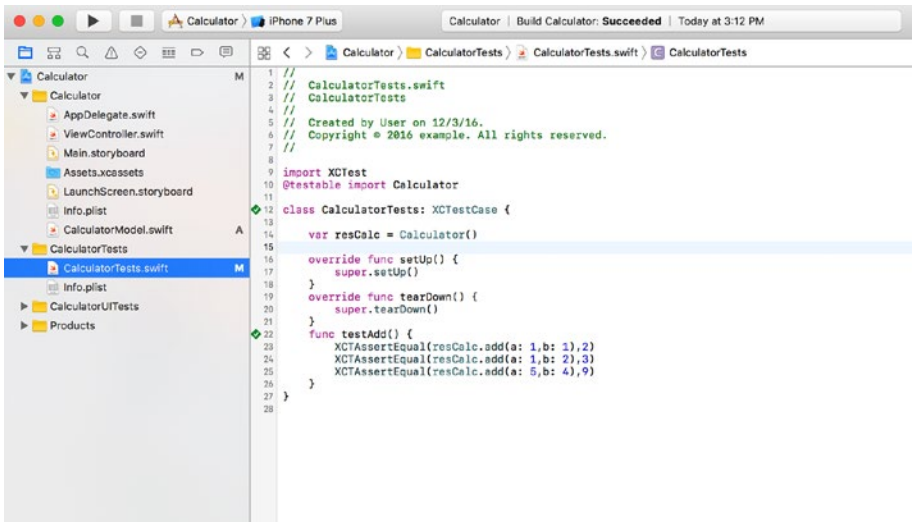 Calculator
iPhone 7 Plus
Calculator | Build Calculator: Succeeded | Today at 3:12 PM
Calculator
CalculatorTests
CalculatorTests.swift
C CalculatorTests
Calculator M
Calculator
AppDelegate.swift
ViewController.swift
Main.storyboard
Assets.xcassets
LaunchScreen.storyboard
Info.plist
CalculatorModel.swift A
CalculatorTests
CalculatorTests.swift M
Info.plist
CalculatorUITests
Products
1 //
2 // CalculatorTests.swift
3 // CalculatorTests
4 //
5 // Created by User on 12/3/16.
6 // Copyright © 2016 example. All rights reserved.
7 //
8
9 import XCTest
10 @testable import Calculator
11
12 class CalculatorTests: XCTestCase {
13
14 var resCalc = Calculator()
15
16 override func setUp() {
17 super.setUp()
18 }
19 override func tearDown() {
20 super.tearDown()
21 }
22 func testAdd() {
23 XCTAssertEqual(resCalc.add(a: 1,b: 1),2)
24 XCTAssertEqual(resCalc.add(a: 1,b: 2),3)
25 XCTAssertEqual(resCalc.add(a: 5,b: 4),9)
26 }
27 }
28